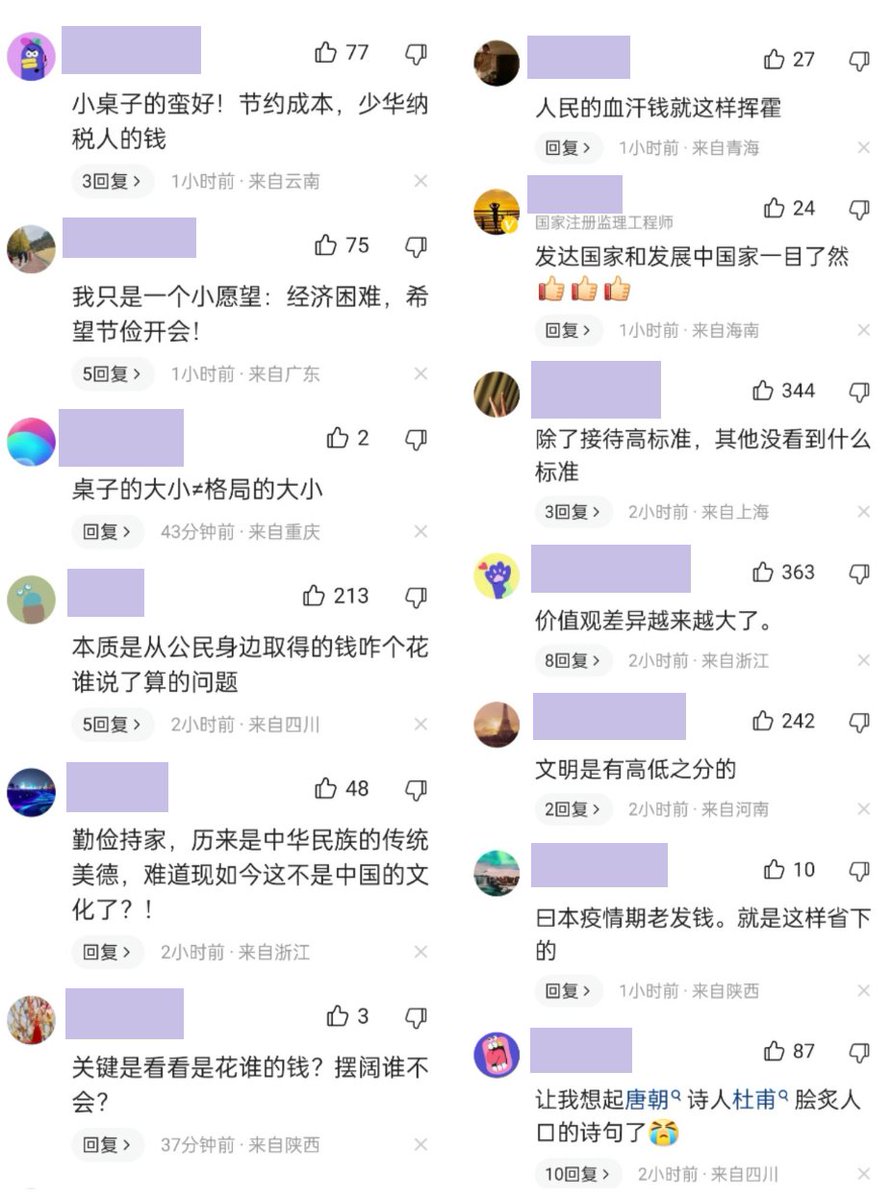 77
小桌子的蛮好！节约成本，少华纳
税人的钱
3回复 >
1小时前 · 来自云南
75
我只是一个小愿望：经济困难，希
望节俭开会！
5回复 >
1小时前 · 来自广东
2
桌子的大小≠格局的大小
回复 >
43分钟前 · 来自重庆
213
本质是从公民身边取得的钱咋个花
谁说了算的问题
5回复 >
2小时前 · 来自四川
48
勤俭持家，历来是中华民族的传统
美德，难道现如今这不是中国的文
化了？！
回复 >
2小时前 · 来自浙江
3
关键是看看是花谁的钱？摆阔谁不
会？
回复 >
37分钟前 · 来自陕西
27
人民的血汗钱就这样挥霍
回复 >
1小时前 · 来自青海
24
国家注册监理工程师
发达国家和发展中国家一目了然
👍👍👍
回复 >
1小时前 · 来自海南
344
除了接待高标准，其他没看到什么
标准
3回复 >
2小时前 · 来自上海
363
价值观差异越来越大了。
8回复 >
2小时前 · 来自浙江
242
文明是有高低之分的
2回复 >
2小时前 · 来自河南
10
日本疫情期老发钱。就是这样省下
的
回复 >
1小时前 · 来自陕西
87
让我想起唐朝诗人杜甫脍炙人
口的诗句了😭
10回复 >
2小时前 · 来自四川